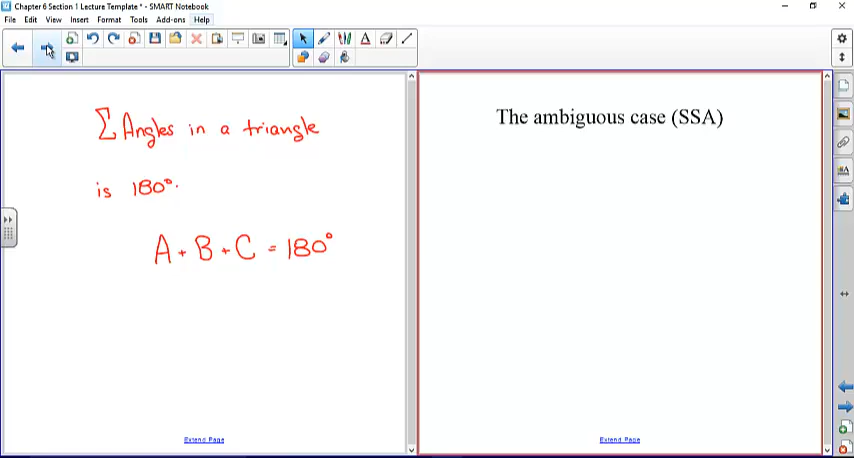 Chapter 6 Section 1 Lecture Template * - SMART Notebook
File Edit View Insert Format Tools Add-ons Help
Σ Angles in a triangle
is 180°.
A + B + C = 180°
Extend Page
The ambiguous case (SSA)
Extend Page